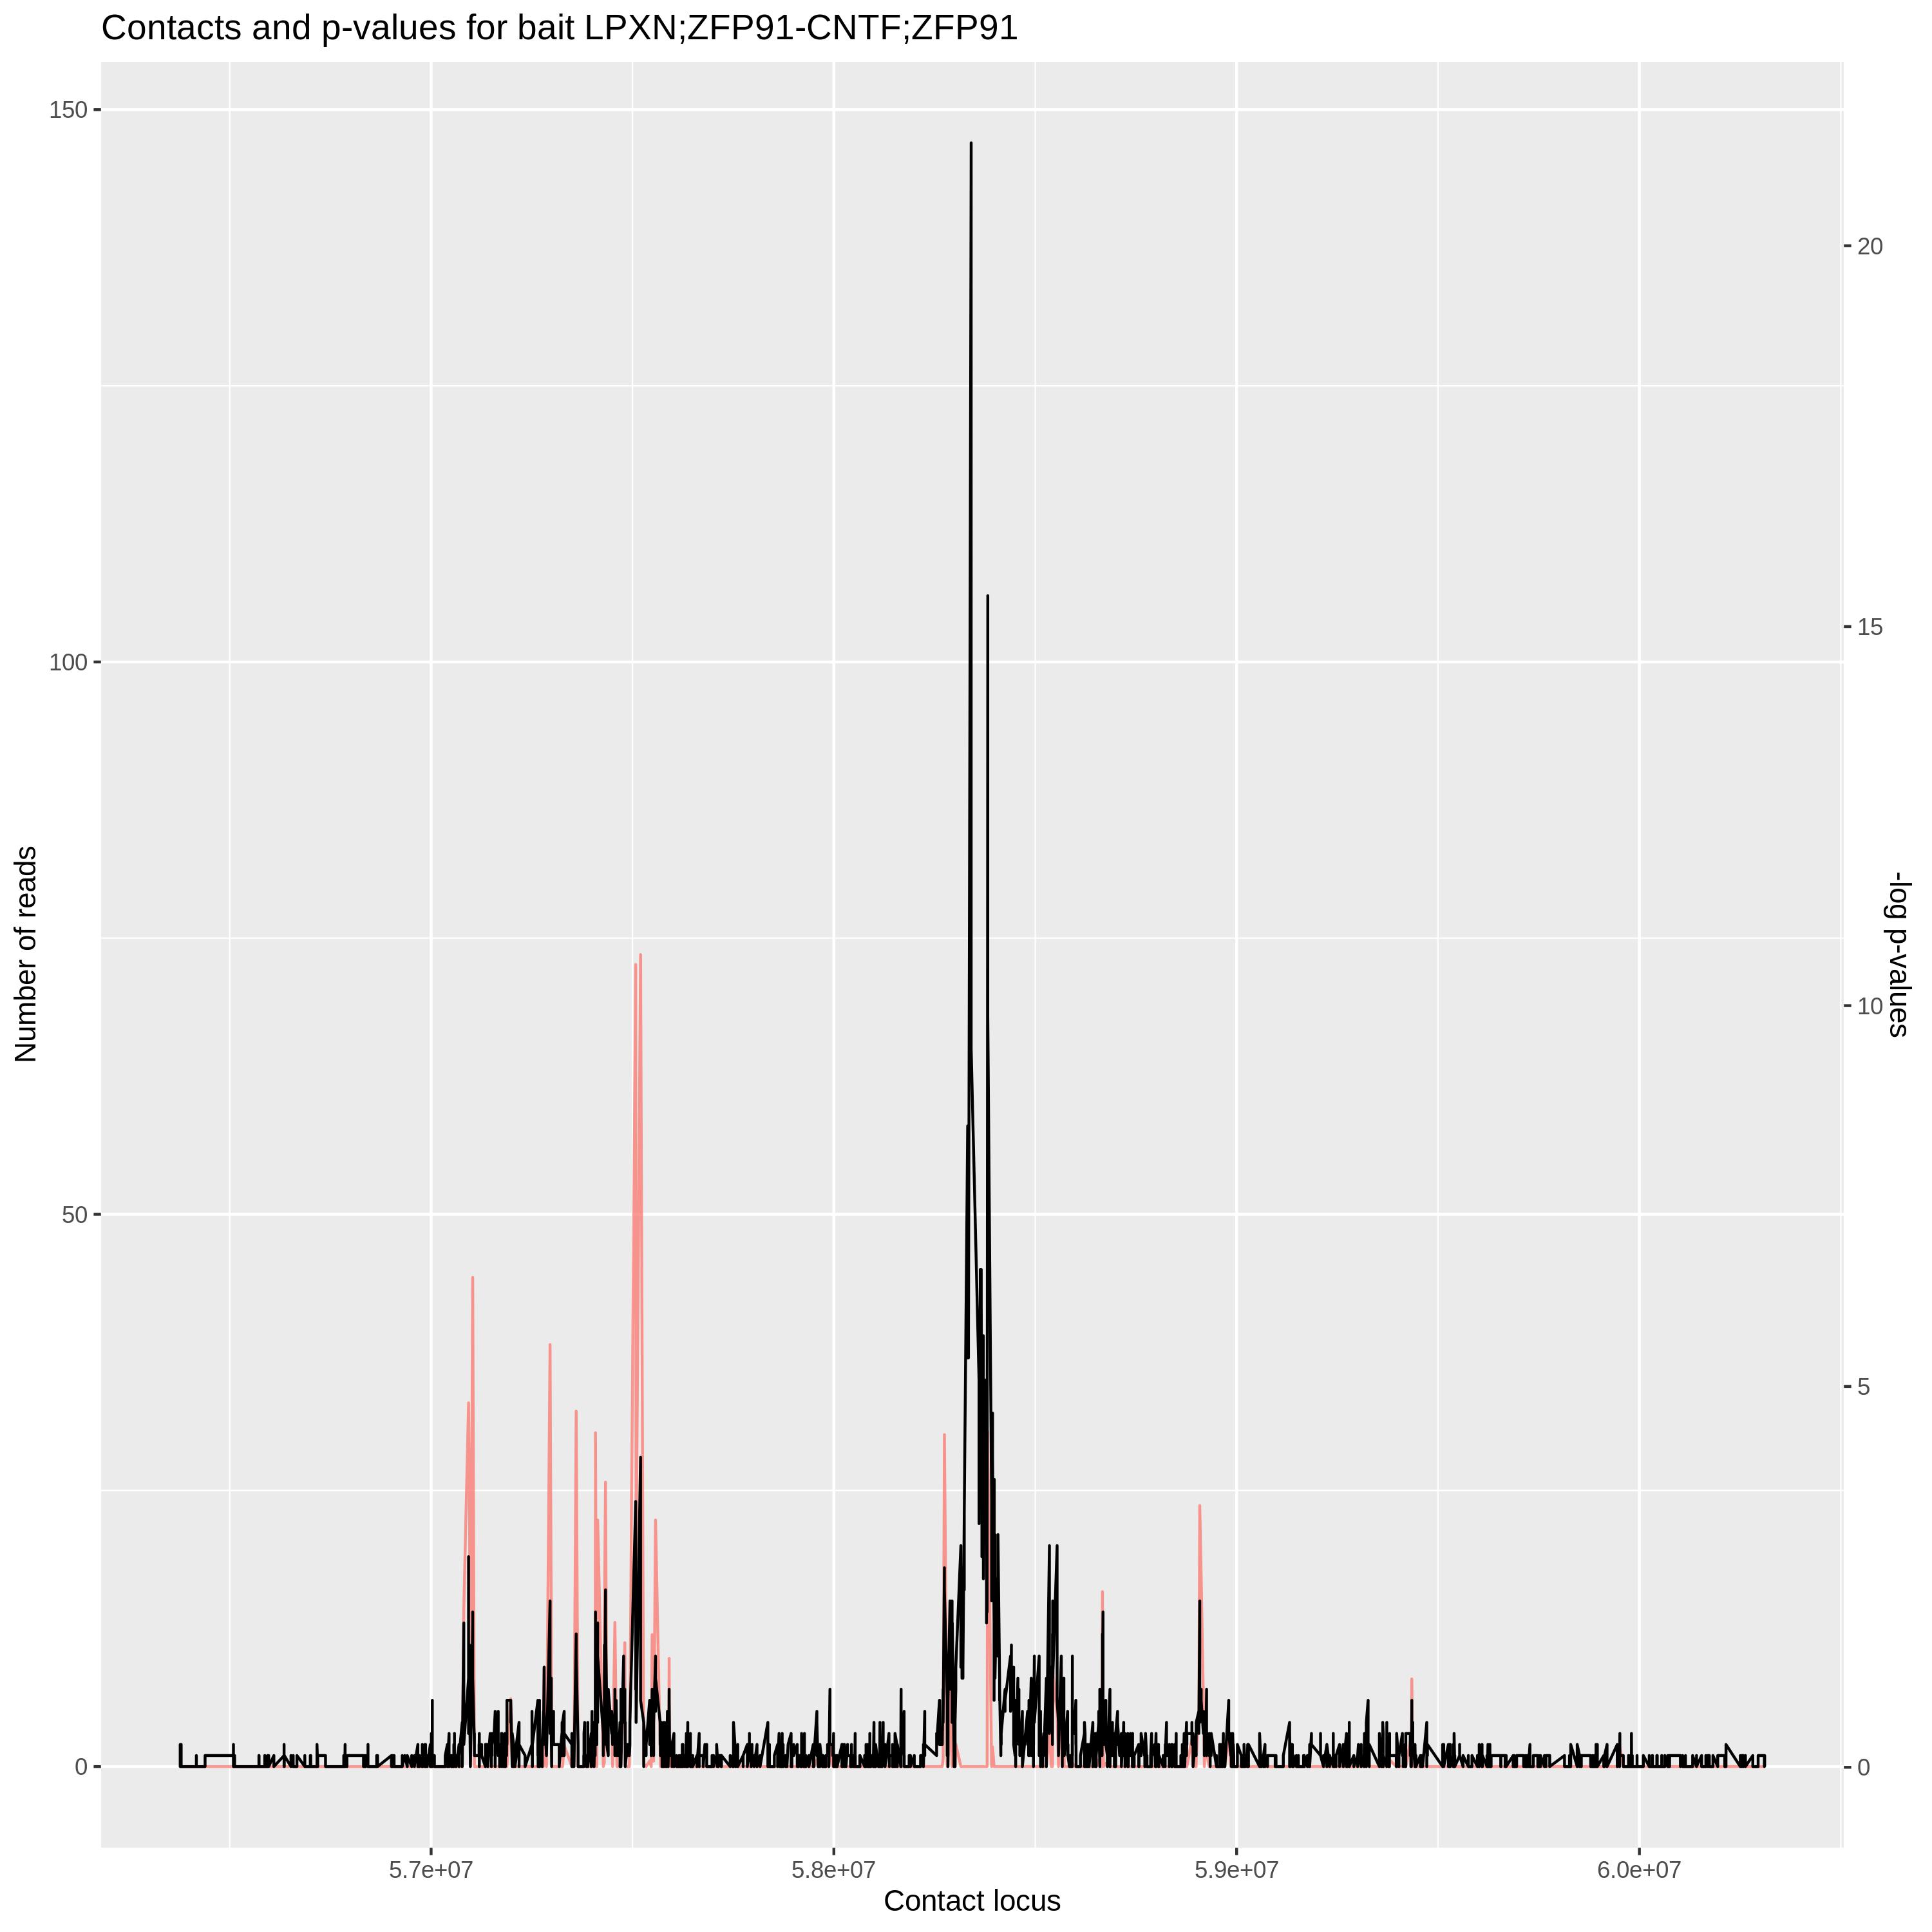 Contacts and p-values for bait LPXN;ZFP91-CNTF;ZFP91
150
100
50
0
Number of reads
20
15
10
5
0
-log p-values
5.7e+07
5.8e+07
5.9e+07
6.0e+07
Contact locus